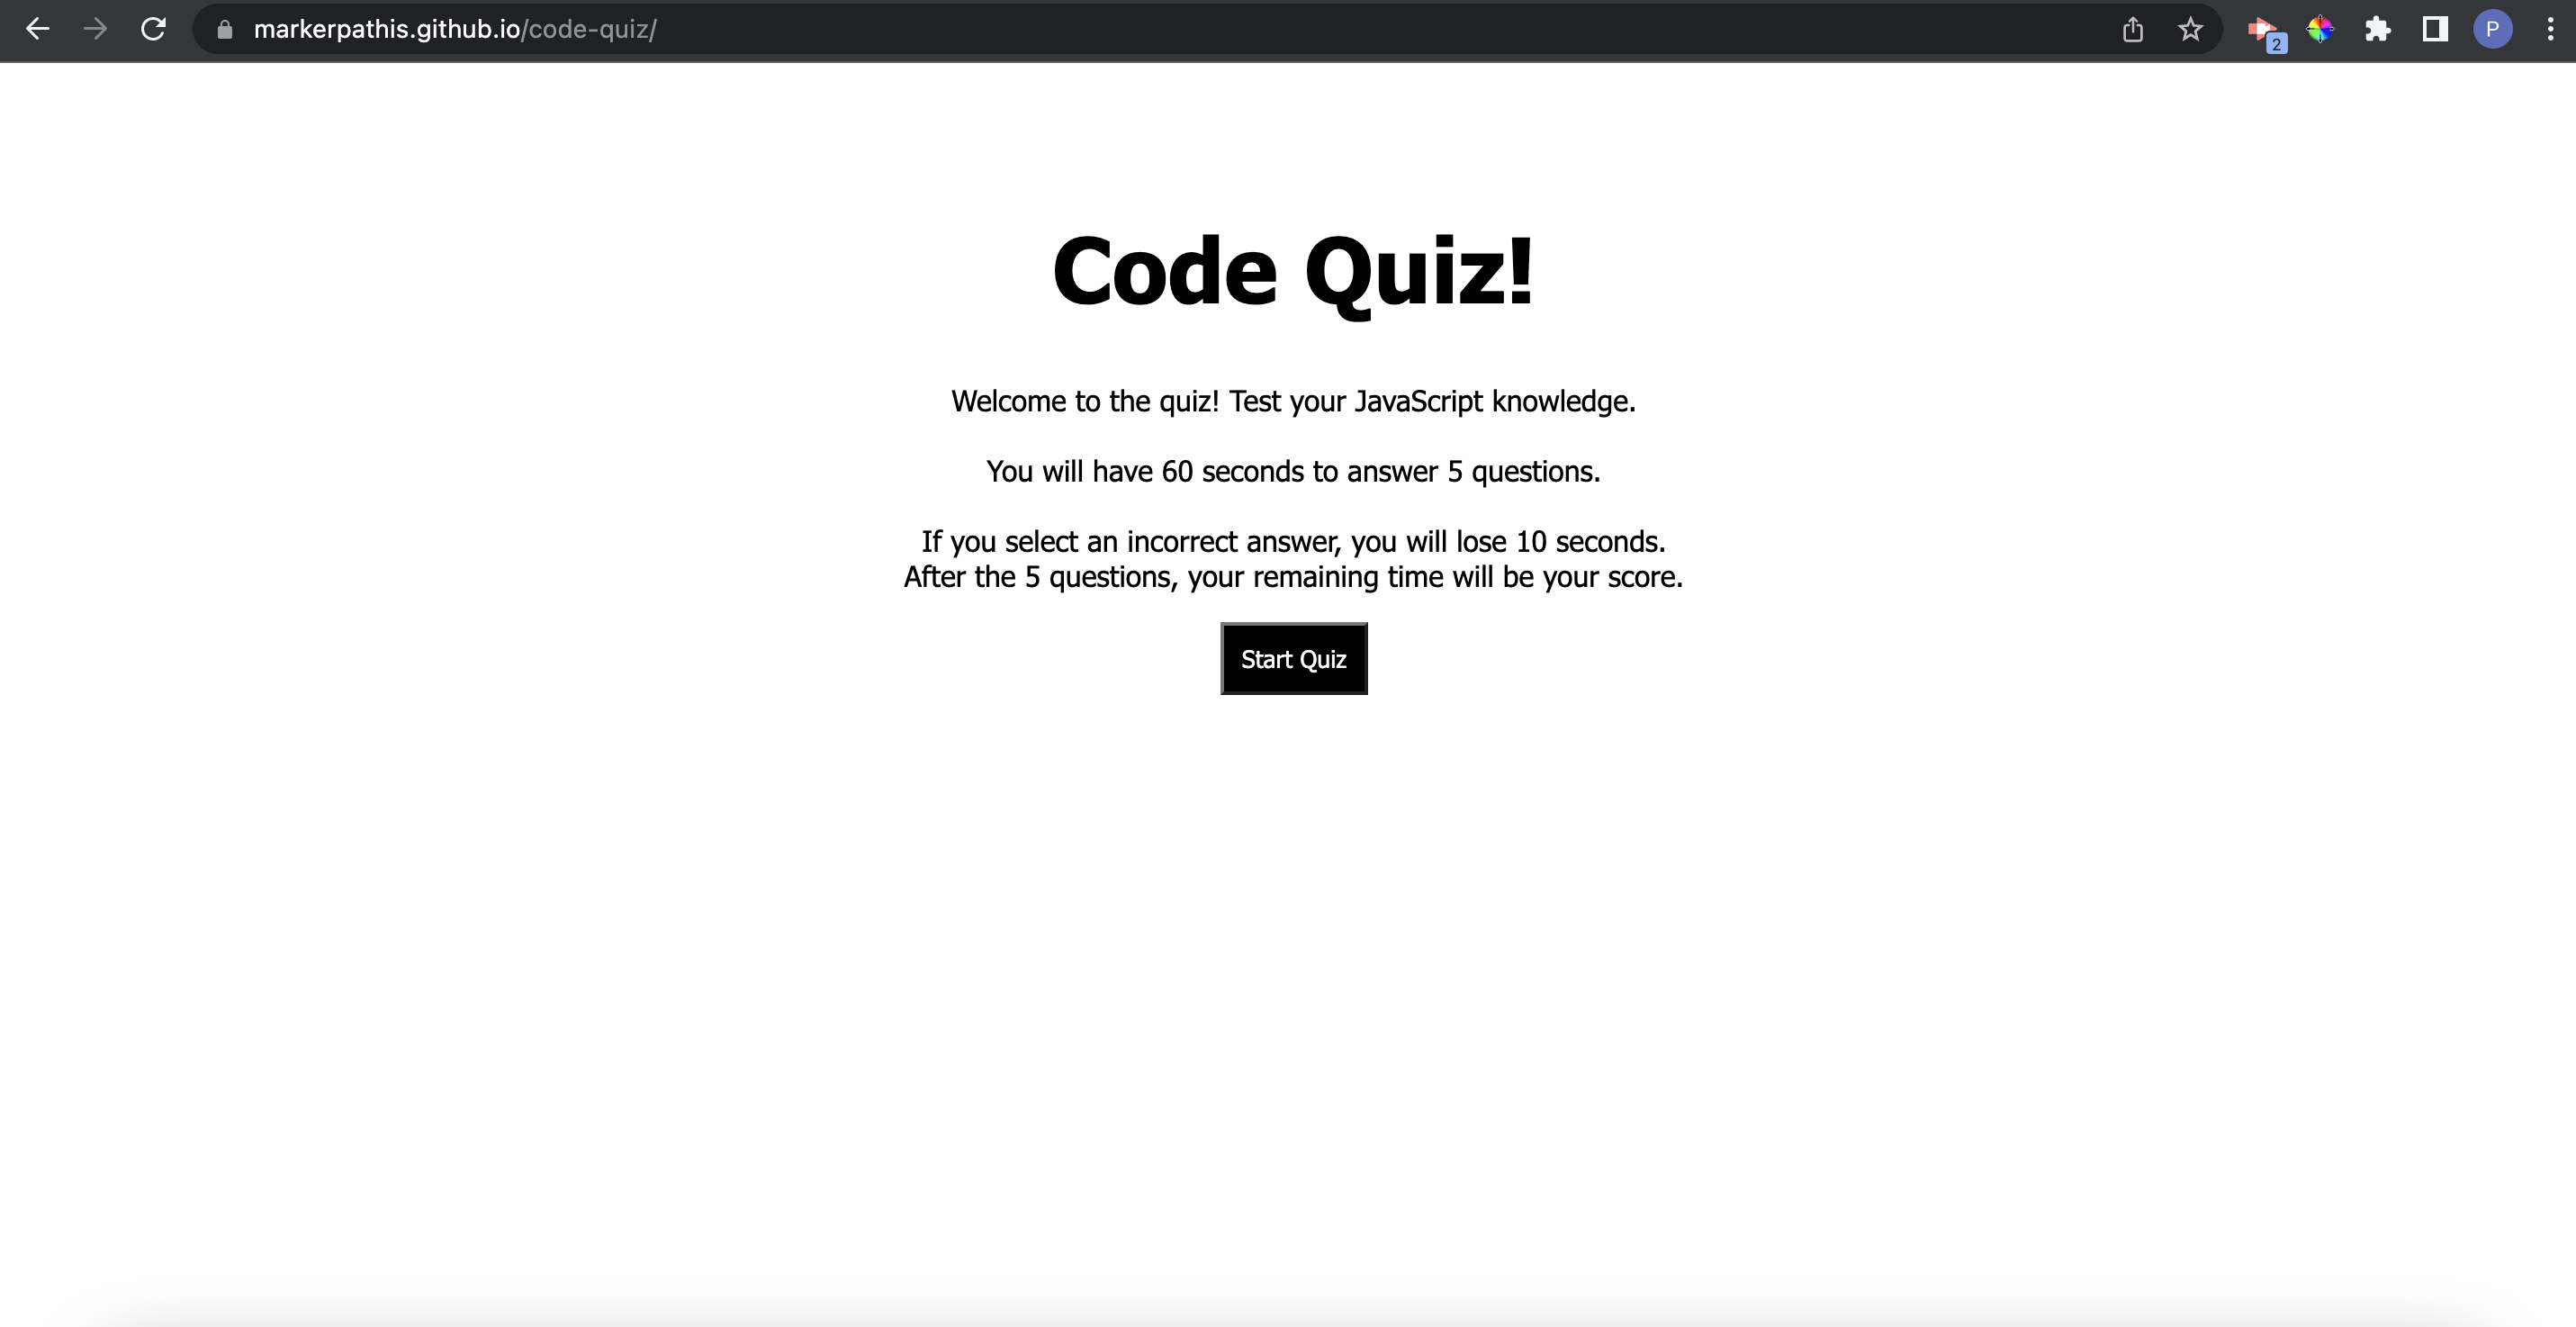 markerpathis.github.io/code-quiz/
2
P
Code Quiz!
Welcome to the quiz! Test your JavaScript knowledge.
You will have 60 seconds to answer 5 questions.
If you select an incorrect answer, you will lose 10 seconds.
After the 5 questions, your remaining time will be your score.
Start Quiz